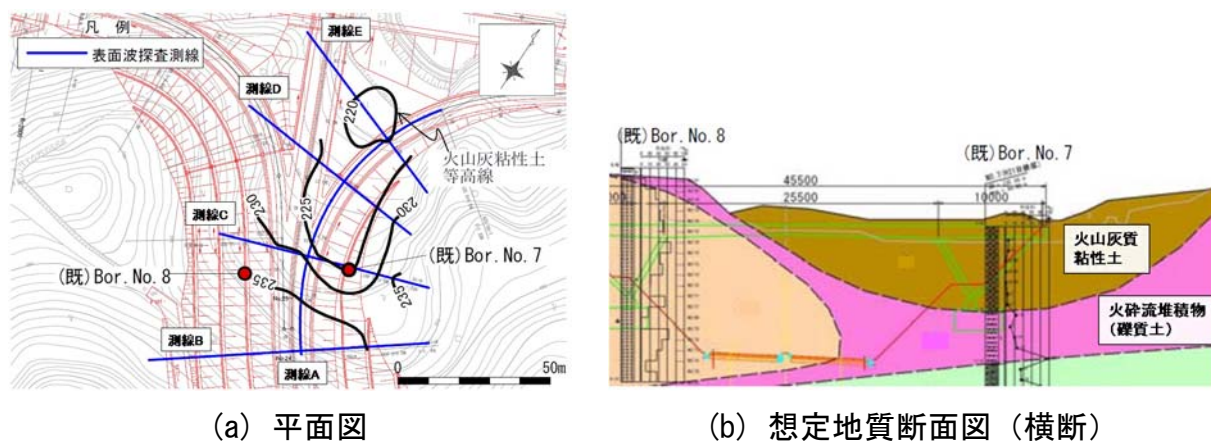 凡 例
表面波探査測線
測線E
測線D
220
火山灰粘性土
等高線
230
225
230
測線C
(既)Bor.No.7
(既)Bor.No.8
235
235
測線B
測線A
0
50m
(a) 平面図
(既)Bor.No.8
(既)Bor.No.7
45500
25500
10000
火山灰質
粘性土
火砕流堆積物
(礫質土)
(b) 想定地質断面図（横断）